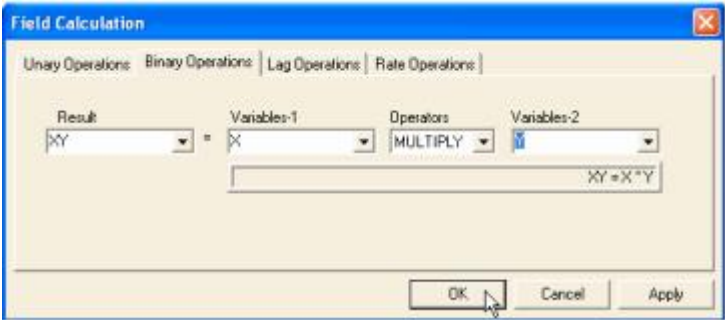 Field Calculation
Unary Operations Binary Operations Lag Operations Rate Operations
Result Variables-1 Operators Variables-2
XY = X MULTIPLY Y
XY = X * Y
OK Cancel Apply